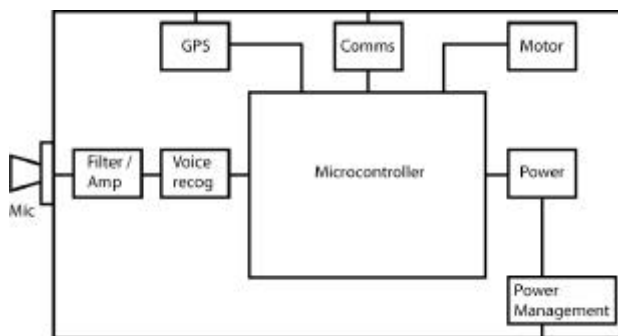 GPS
Comms
Motor
Filter /
Amp
Voice
recog
Microcontroller
Power
Mic
Power
Management